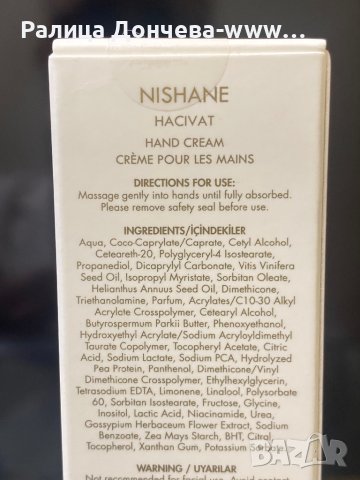 Ралица Дончева-www...
NISHANE
HACIVAT
HAND CREAM
CRÈME POUR LES MAINS
DIRECTIONS FOR USE:
Massage gently into hands until fully absorbed.
Please remove safety seal before use.
INGREDIENTS/İÇİNDEKİLER
Aqua, Coco-Caprylate/Caprate, Cetyl Alcohol,
Ceteareth-20, Polyglyceryl-4 Isostearate,
Propanediol, Dicaprylyl Carbonate, Vitis Vinifera
Seed Oil, Isopropyl Myristate, Sorbitan Oleate,
Helianthus Annuus Seed Oil, Dimethicone,
Triethanolamine, Parfum, Acrylates/C10-30 Alkyl
Acrylate Crosspolymer, Cetearyl Alcohol,
Butyrospermum Parkii Butter, Phenoxyethanol,
Hydroxyethyl Acrylate/Sodium Acryloyldimethyl
Taurate Copolymer, Tocopheryl Acetate, Citric
Acid, Sodium Lactate, Sodium PCA, Hydrolyzed
Pea Protein, Panthenol, Dimethicone/Vinyl
Dimethicone Crosspolymer, Ethylhexylglycerin,
Tetrasodium EDTA, Limonene, Linalool, Polysorbate
60, Sorbitan Isostearate, Fructose, Glycine,
Inositol, Lactic Acid, Niacinamide, Urea,
Gossypium Herbaceum Flower Extract, Sodium
Benzoate, Zea Mays Starch, BHT, Citral,
Tocopherol, Xanthan Gum, Potassium Sorbate
WARNING / UYARILAR
Not recommended for facial use. Avoid contact
bazar